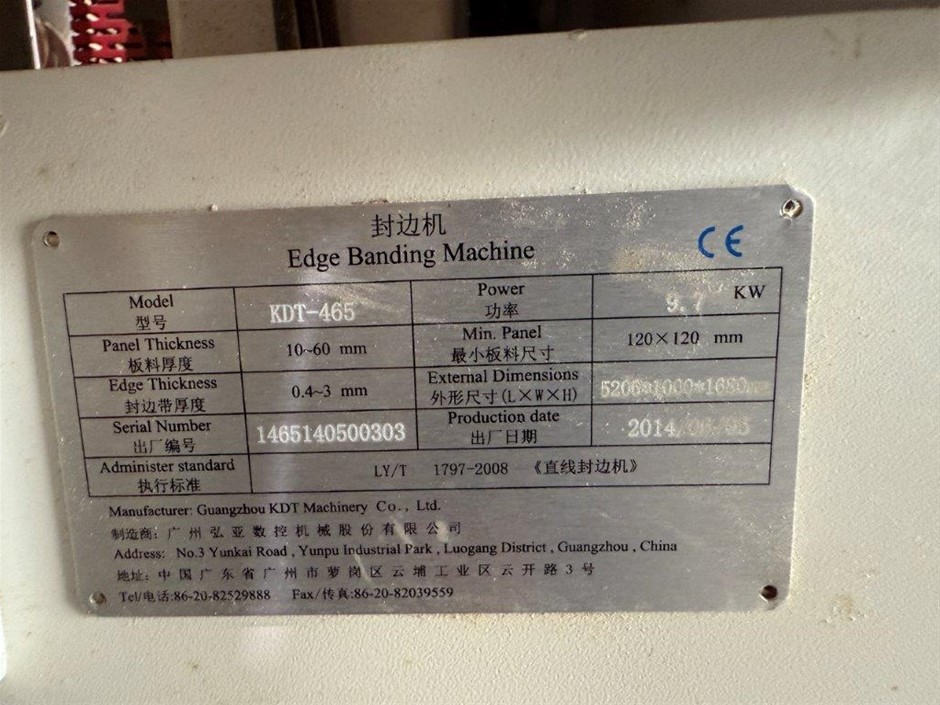 封边机
Edge Banding Machine
CE
Model
型号
KDT-465
Power
功率
9.7 KW
Panel Thickness
板料厚度
10~60 mm
Min. Panel
最小板料尺寸
120×120 mm
Edge Thickness
封边带厚度
0.4~3 mm
External Dimensions
外形尺寸(L×W×H)
5206*1000*1680mm
Serial Number
出厂编号
1465140500303
Production date
出厂日期
2014
Administer standard
执行标准
LY/T 1797-2008 《直线封边机》
Manufacturer: Guangzhou KDT Machinery Co., Ltd.
制造商: 广州弘亚数控机械股份有限公司
Address: No.3 Yunkai Road, Yunpu Industrial Park, Luogang District, Guangzhou, China
地址: 中国广东省广州市萝岗区云埔工业区云开路3号
Tel/电话:86-20-82529888 Fax/传真:86-20-82039559